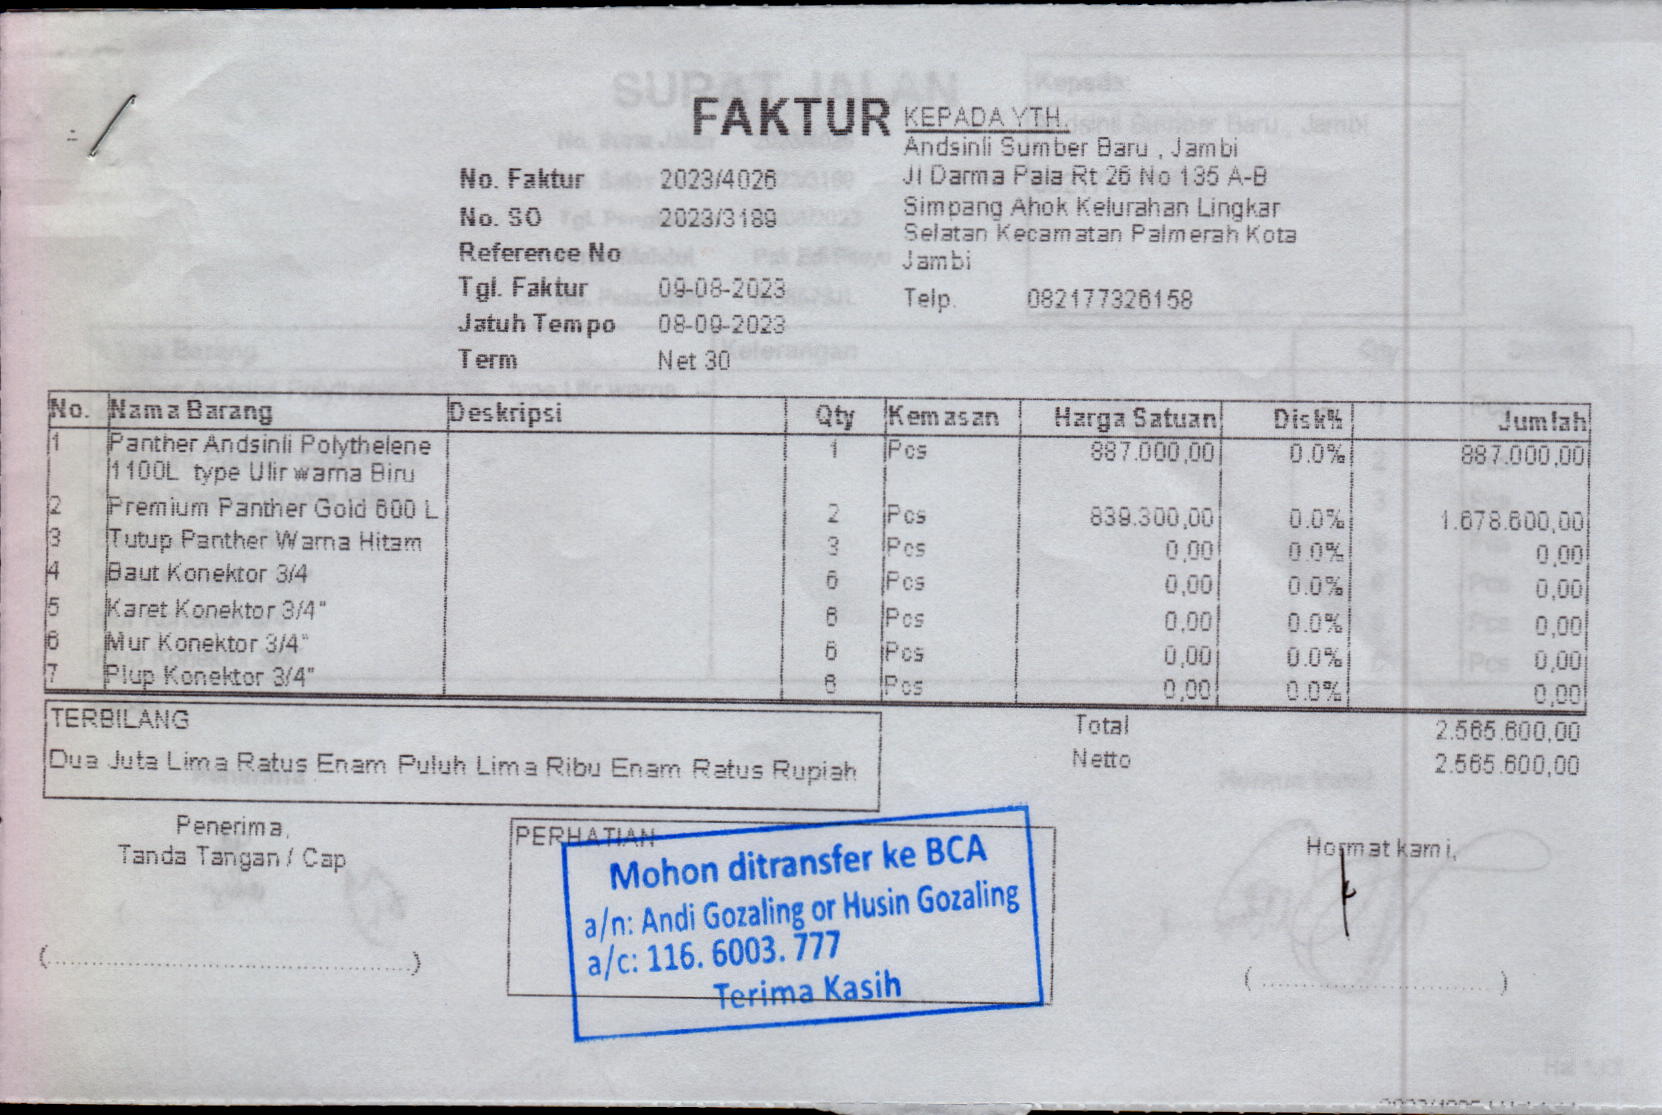 FAKTUR
KEPADA YTH.
Andsinli Sumber Baru , Jambi
Jl Darma Pala Rt 26 No 135 A-B
Simpang Ahok Kelurahan Lingkar
Selatan Kecamatan Palmerah Kota
Jambi
Telp. 082177326158
No. Faktur 2023/4026
No. SO 2023/3189
Reference No
Tgl. Faktur 09-08-2023
Jatuh Tempo 08-09-2023
Term Net 30
No. Nama Barang Deskripsi Qty Kemasan Harga Satuan Disk% Jumlah
1 Panther Andsinli Polythelene 1 Pcs 887.000,00 0.0% 887.000,00
1100L type Ulir warna Biru
2 Premium Panther Gold 600 L 2 Pcs 839.300,00 0.0% 1.678.600,00
3 Tutup Panther Warna Hitam 3 Pcs 0,00 0.0% 0,00
4 Baut Konektor 3/4 6 Pcs 0,00 0.0% 0,00
5 Karet Konektor 3/4" 6 Pcs 0,00 0.0% 0,00
6 Mur Konektor 3/4" 6 Pcs 0,00 0.0% 0,00
7 Plup Konektor 3/4" 6 Pcs 0,00 0.0% 0,00
TERBILANG
Dua Juta Lima Ratus Enam Puluh Lima Ribu Enam Ratus Rupiah
Total 2.565.600,00
Netto 2.565.600,00
Penerima,
Tanda Tangan / Cap
PERHATIAN
Mohon ditransfer ke BCA
a/n: Andi Gozaling or Husin Gozaling
a/c: 116. 6003. 777
Terima Kasih
Hormat kami,